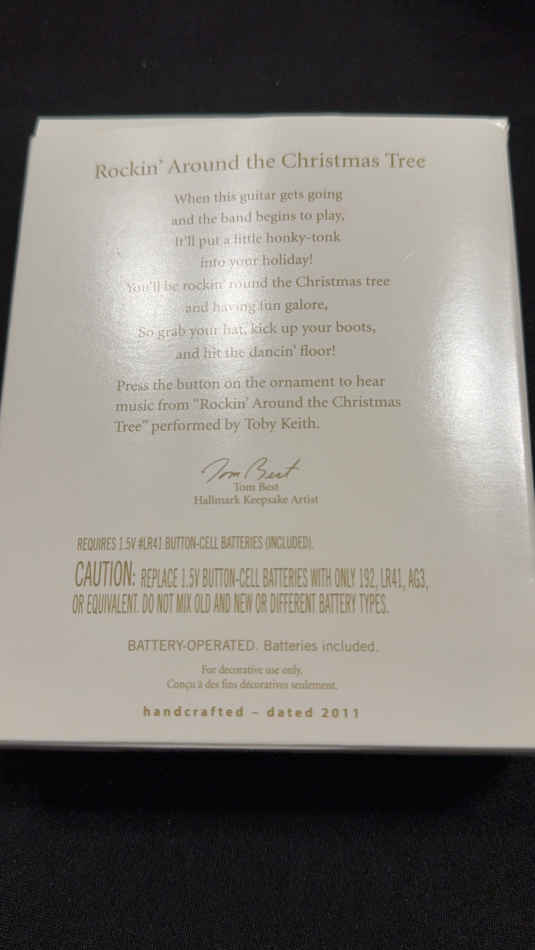 Rockin' Around the Christmas Tree
When this guitar gets going
and the band begins to play,
It'll put a little honky-tonk
into your holiday!
You'll be rockin' 'round the Christmas tree
and having fun galore,
So grab your hat, kick up your boots,
and hit the dancin' floor!
Press the button on the ornament to hear
music from "Rockin' Around the Christmas
Tree" performed by Toby Keith.
Tom Best
Tom Best
Hallmark Keepsake Artist
REQUIRES 1.5V #LR41 BUTTON-CELL BATTERIES (INCLUDED).
CAUTION: REPLACE 1.5V BUTTON-CELL BATTERIES WITH ONLY 192, LR41, AG3,
OR EQUIVALENT. DO NOT MIX OLD AND NEW OR DIFFERENT BATTERY TYPES.
BATTERY-OPERATED. Batteries included.
For decorative use only.
Conçu à des fins décoratives seulement.
handcrafted – dated 2011